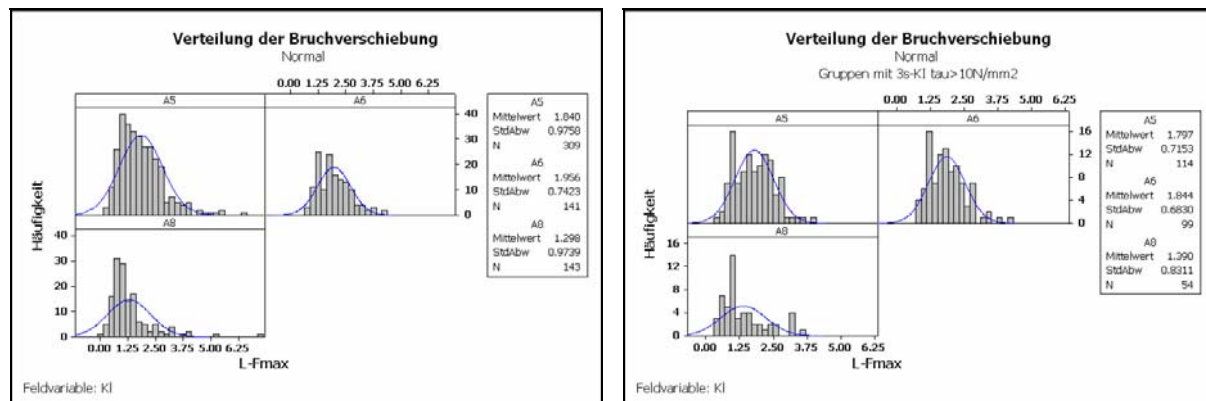 Verteilung der Bruchverschiebung
Normal
0.00 1.25 2.50 3.75 5.00 6.25
A5
A6
40
30
20
10
0
A8
40
30
20
10
0
0.00 1.25 2.50 3.75 5.00 6.25
Häufigkeit
L-Fmax
A5
Mittelwert 1.840
StdAbw 0.9758
N 309
A6
Mittelwert 1.956
StdAbw 0.7423
N 141
A8
Mittelwert 1.298
StdAbw 0.9739
N 143
Feldvariable: Kl
Verteilung der Bruchverschiebung
Normal
Gruppen mit 3s-KI tau>10N/mm2
0.00 1.25 2.50 3.75 5.00 6.25
A5
A6
16
12
8
4
0
A8
16
12
8
4
0
0.00 1.25 2.50 3.75 5.00 6.25
Häufigkeit
L-Fmax
A5
Mittelwert 1.797
StdAbw 0.7153
N 114
A6
Mittelwert 1.844
StdAbw 0.6830
N 99
A8
Mittelwert 1.390
StdAbw 0.8311
N 54
Feldvariable: Kl